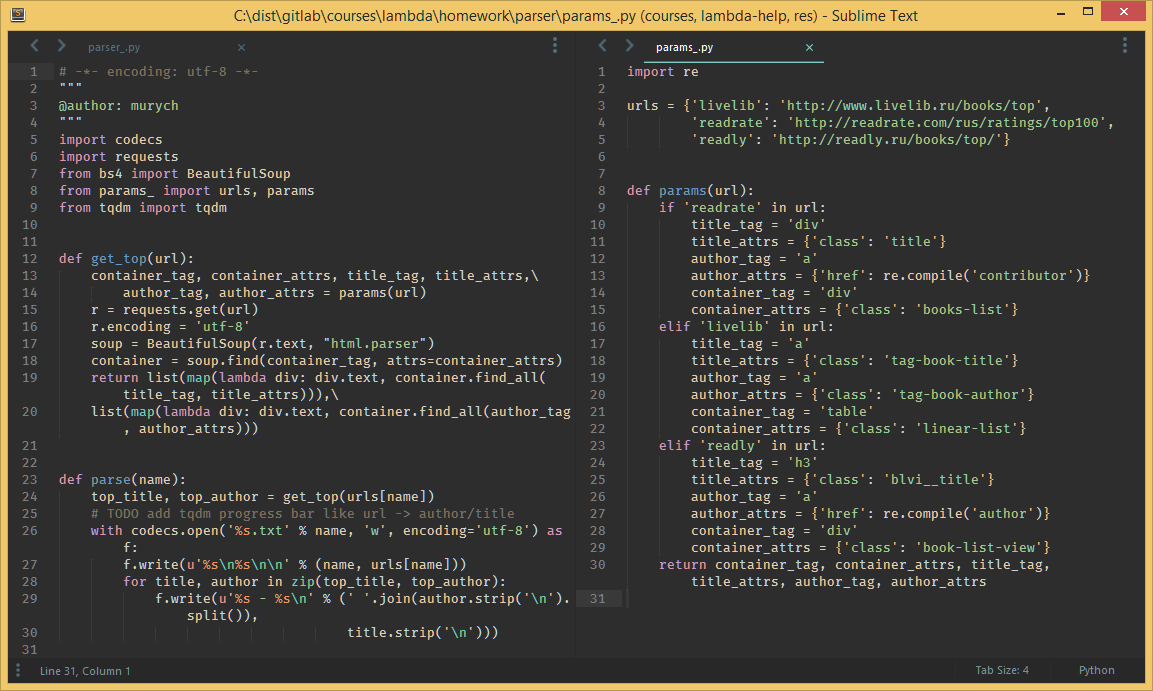 C:\dist\gitlab\courses\lambda\homework\parser\params_.py (courses, lambda-help, res) - Sublime Text
parser_.py
1 # -*- encoding: utf-8 -*-
2 """
3 @author: murych
4 """
5 import codecs
6 import requests
7 from bs4 import BeautifulSoup
8 from params_ import urls, params
9 from tqdm import tqdm
10
11
12 def get_top(url):
13 container_tag, container_attrs, title_tag, title_attrs,\
14 author_tag, author_attrs = params(url)
15 r = requests.get(url)
16 r.encoding = 'utf-8'
17 soup = BeautifulSoup(r.text, "html.parser")
18 container = soup.find(container_tag, attrs=container_attrs)
19 return list(map(lambda div: div.text, container.find_all(
title_tag, title_attrs))),\
20 list(map(lambda div: div.text, container.find_all(author_tag
, author_attrs)))
21
22
23 def parse(name):
24 top_title, top_author = get_top(urls[name])
25 # TODO add tqdm progress bar like url -> author/title
26 with codecs.open('%s.txt' % name, 'w', encoding='utf-8') as
f:
27 f.write(u'%s\n%s\n\n' % (name, urls[name]))
28 for title, author in zip(top_title, top_author):
29 f.write(u'%s - %s\n' % (' '.join(author.strip('\n').
split()),
30 title.strip('\n')))
31
params_.py
1 import re
2
3 urls = {'livelib': 'http://www.livelib.ru/books/top',
4 'readrate': 'http://readrate.com/rus/ratings/top100',
5 'readly': 'http://readly.ru/books/top/'}
6
7
8 def params(url):
9 if 'readrate' in url:
10 title_tag = 'div'
11 title_attrs = {'class': 'title'}
12 author_tag = 'a'
13 author_attrs = {'href': re.compile('contributor')}
14 container_tag = 'div'
15 container_attrs = {'class': 'books-list'}
16 elif 'livelib' in url:
17 title_tag = 'a'
18 title_attrs = {'class': 'tag-book-title'}
19 author_tag = 'a'
20 author_attrs = {'class': 'tag-book-author'}
21 container_tag = 'table'
22 container_attrs = {'class': 'linear-list'}
23 elif 'readly' in url:
24 title_tag = 'h3'
25 title_attrs = {'class': 'blvi__title'}
26 author_tag = 'a'
27 author_attrs = {'href': re.compile('author')}
28 container_tag = 'div'
29 container_attrs = {'class': 'book-list-view'}
30 return container_tag, container_attrs, title_tag,
title_attrs, author_tag, author_attrs
31
Line 31, Column 1
Tab Size: 4
Python